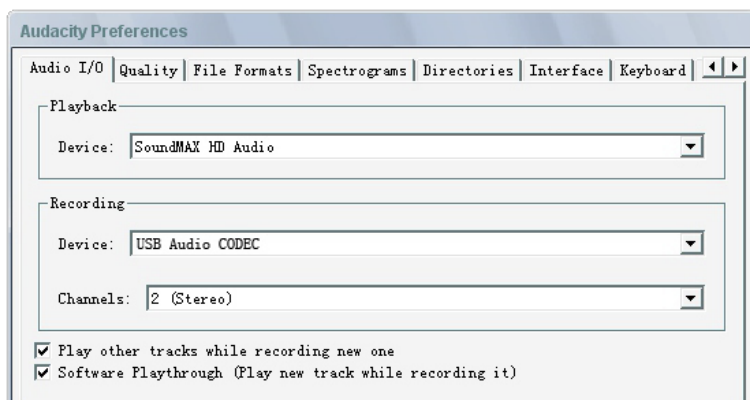 Audacity Preferences
Audio I/O Quality File Formats Spectrograms Directories Interface Keyboard
Playback
Device: SoundMAX HD Audio
Recording
Device: USB Audio CODEC
Channels: 2 (Stereo)
Play other tracks while recording new one
Software Playthrough (Play new track while recording it)